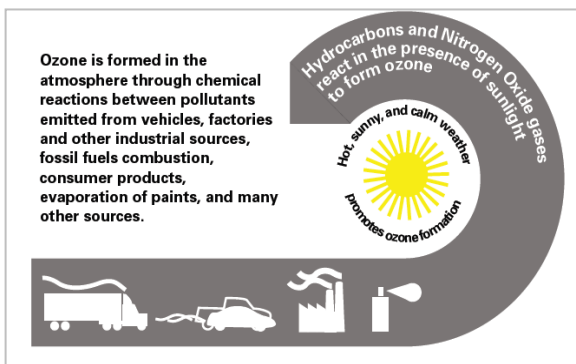 Ozone is formed in the
atmosphere through chemical
reactions between pollutants
emitted from vehicles, factories
and other industrial sources,
fossil fuels combustion,
consumer products,
evaporation of paints, and many
other sources.
Hydrocarbons and Nitrogen Oxide gases
react in the presence of sunlight
to form ozone
Hot, sunny, and calm weather
promotes ozone formation